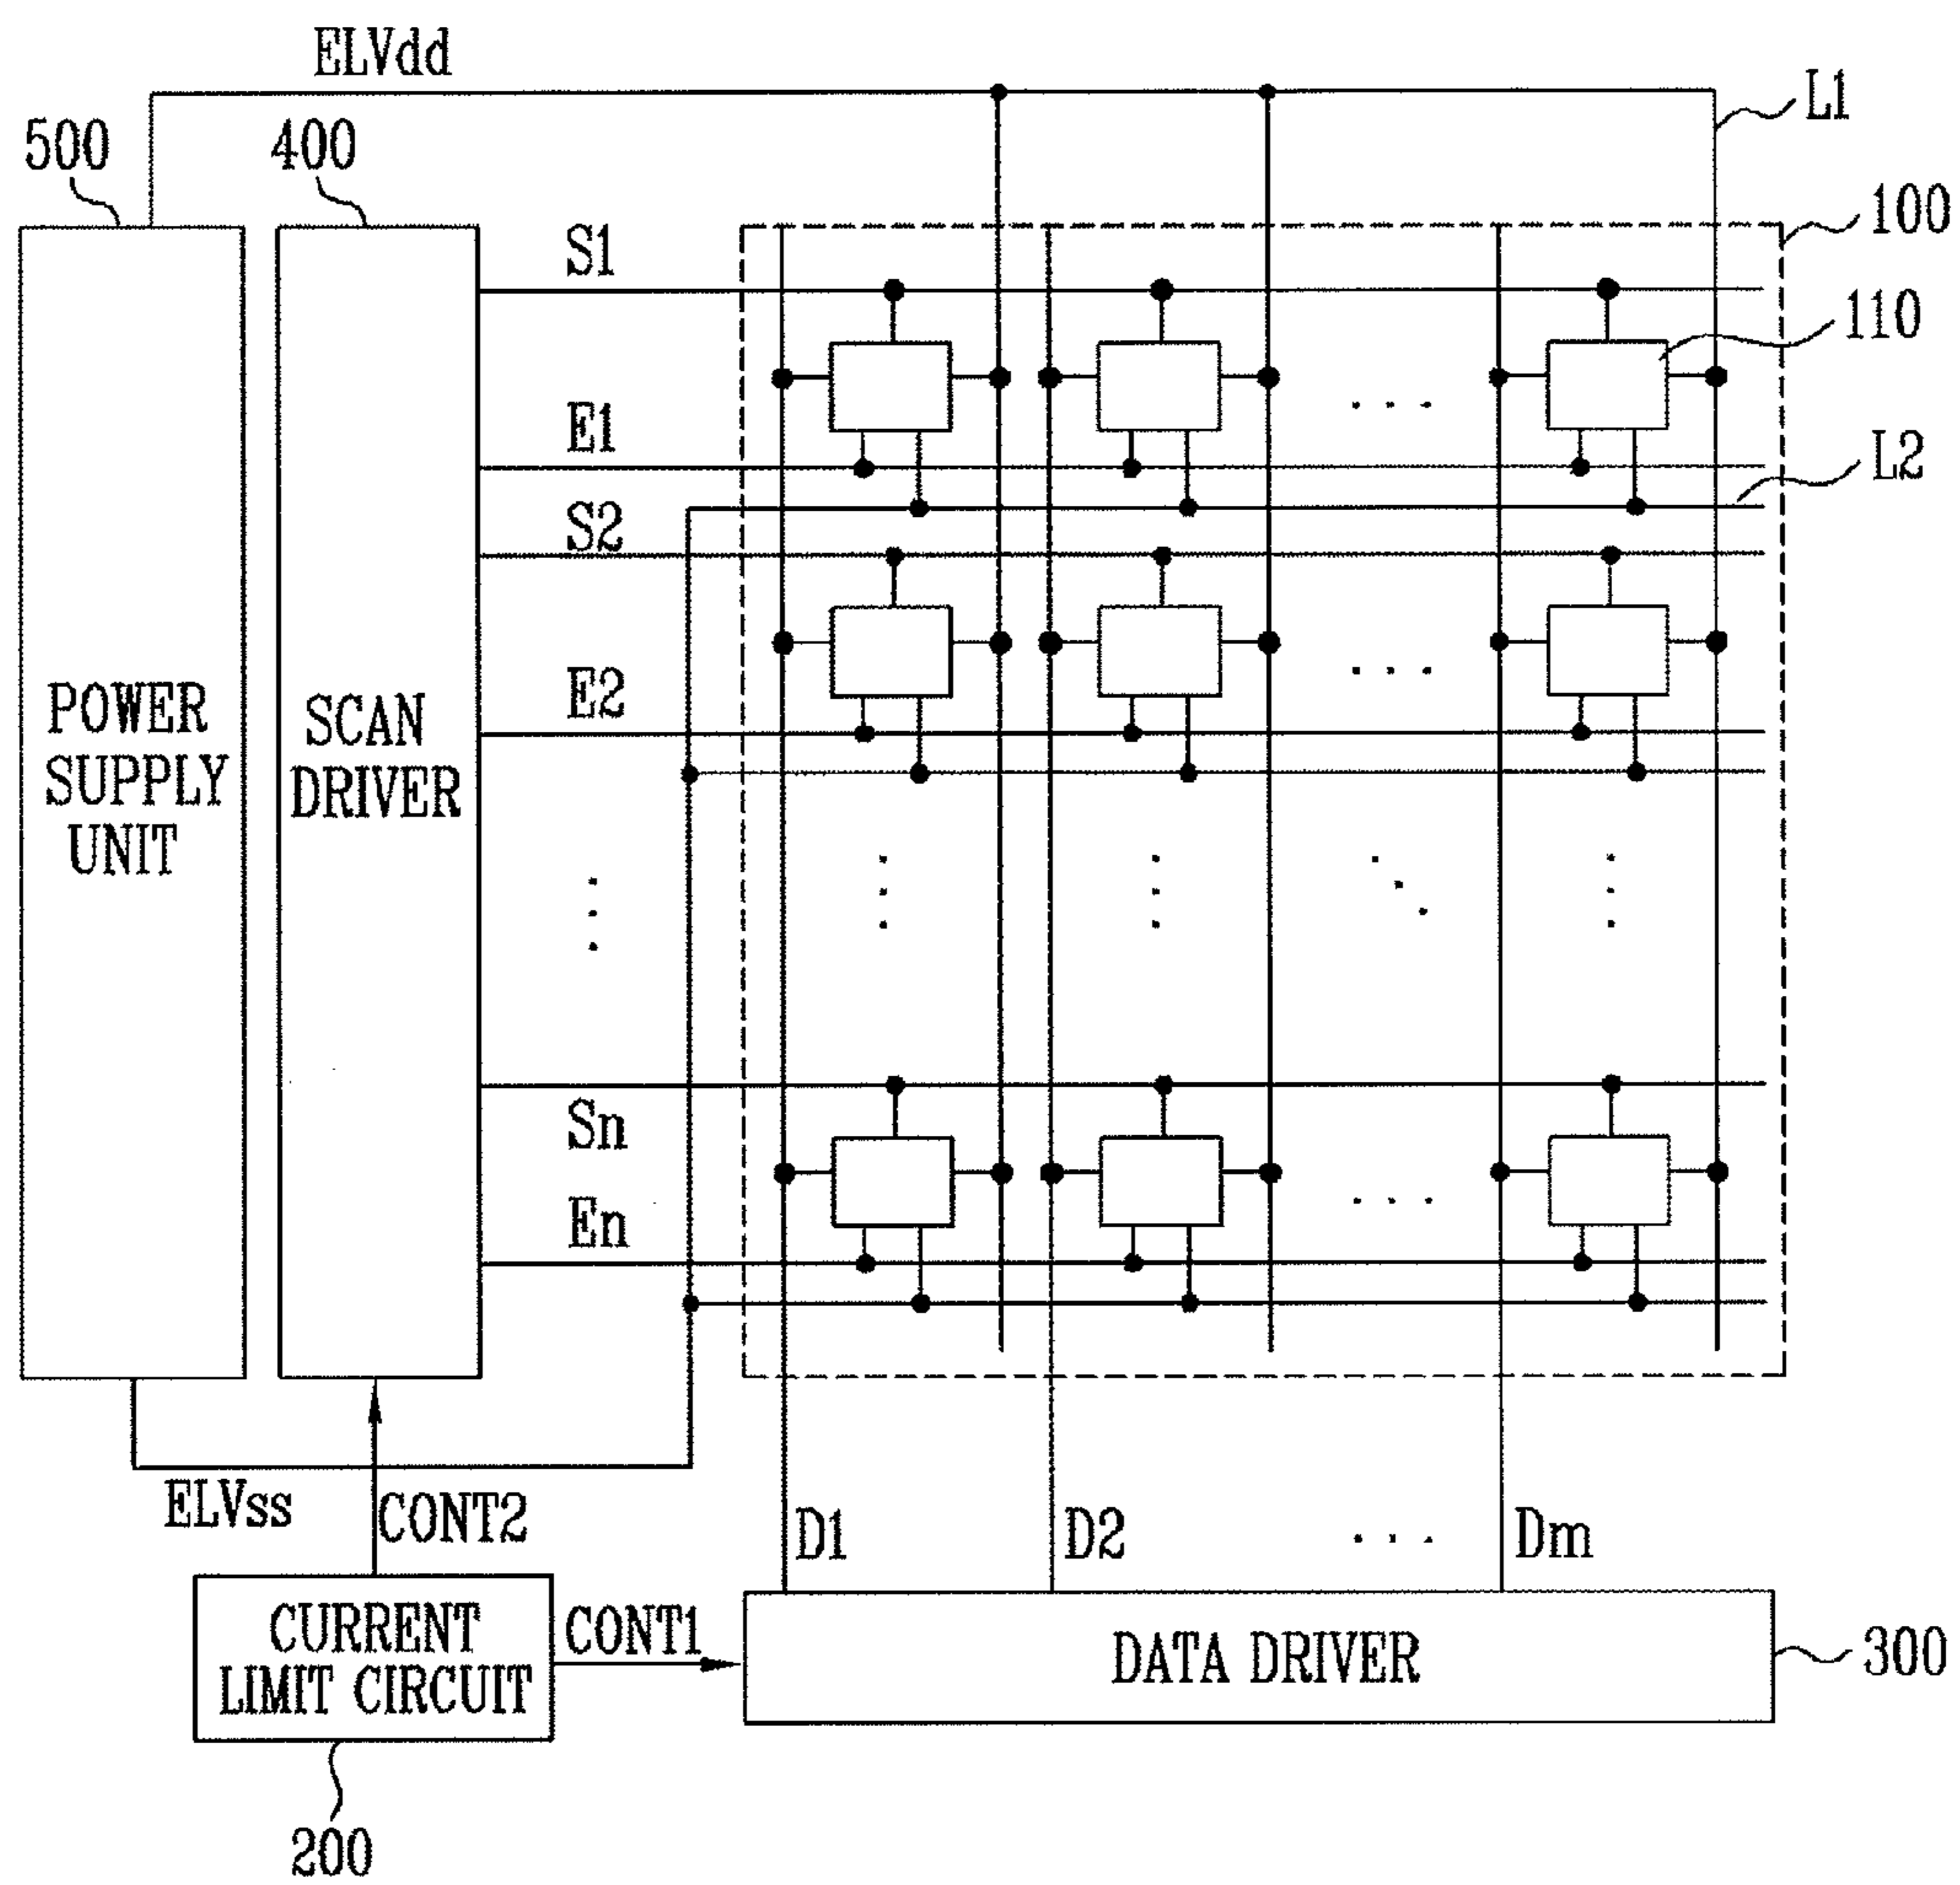 ELVdd
L1
500
400
100
S1
110
E1
L2
S2
E2
POWER
SUPPLY
UNIT
SCAN
DRIVER
Sn
En
ELVss
CONT2
D1
D2
Dm
CURRENT
LIMIT CIRCUIT
CONT1
DATA DRIVER
300
200